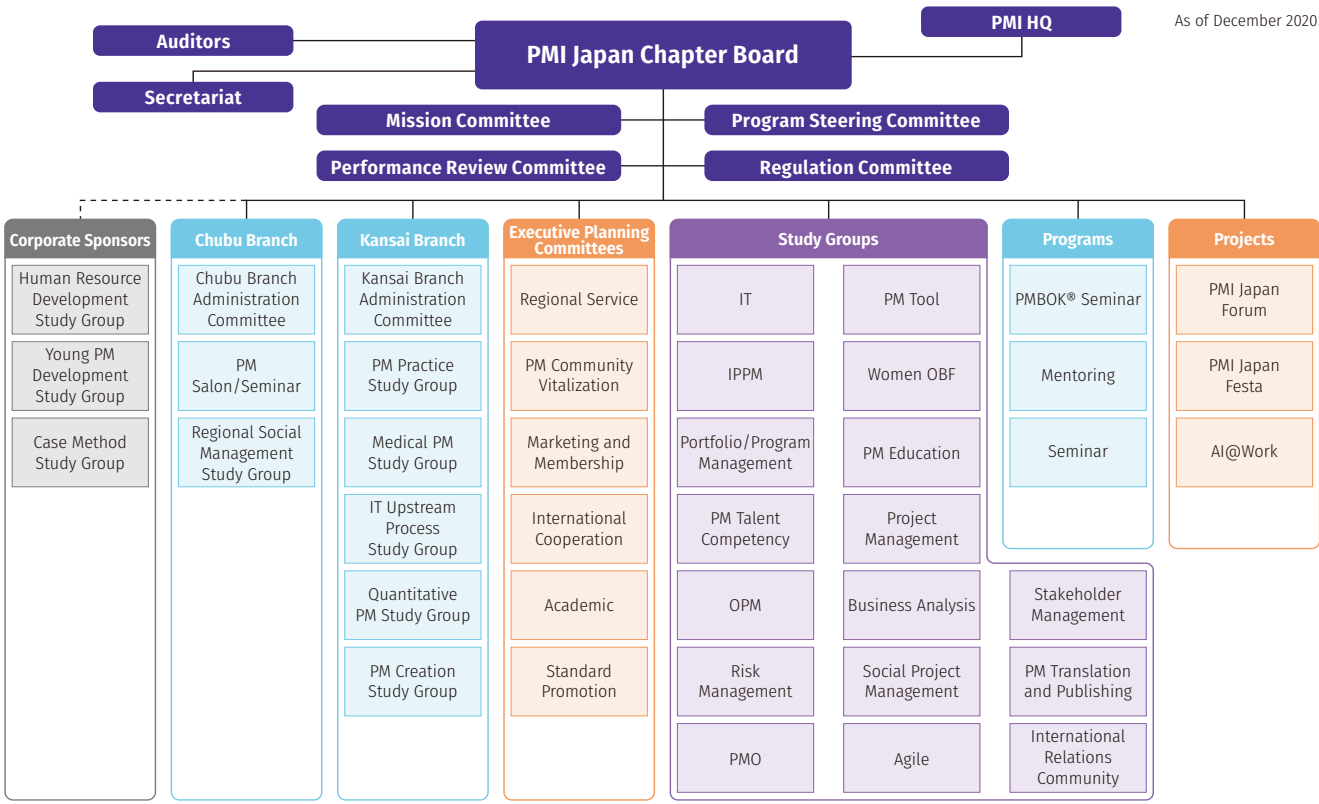 As of December 2020
PMI HQ
Auditors
PMI Japan Chapter Board
Secretariat
Mission Committee
Program Steering Committee
Performance Review Committee
Regulation Committee
Corporate Sponsors
Human Resource
Development
Study Group
Young PM
Development
Study Group
Case Method
Study Group
Chubu Branch
Chubu Branch
Administration
Committee
PM
Salon/Seminar
Regional Social
Management
Study Group
Kansai Branch
Kansai Branch
Administration
Committee
PM Practice
Study Group
Medical PM
Study Group
IT Upstream
Process
Study Group
Quantitative
PM Study Group
PM Creation
Study Group
Executive Planning
Committees
Regional Service
PM Community
Vitalization
Marketing and
Membership
International
Cooperation
Academic
Standard
Promotion
Study Groups
IT
IPPM
Portfolio/Program
Management
PM Talent
Competency
OPM
Risk
Management
PMO
PM Tool
Women OBF
PM Education
Project
Management
Business Analysis
Social Project
Management
Agile
Stakeholder
Management
PM Translation
and Publishing
International
Relations
Community
Programs
PMBOK® Seminar
Mentoring
Seminar
Projects
PMI Japan
Forum
PMI Japan
Festa
AI@Work